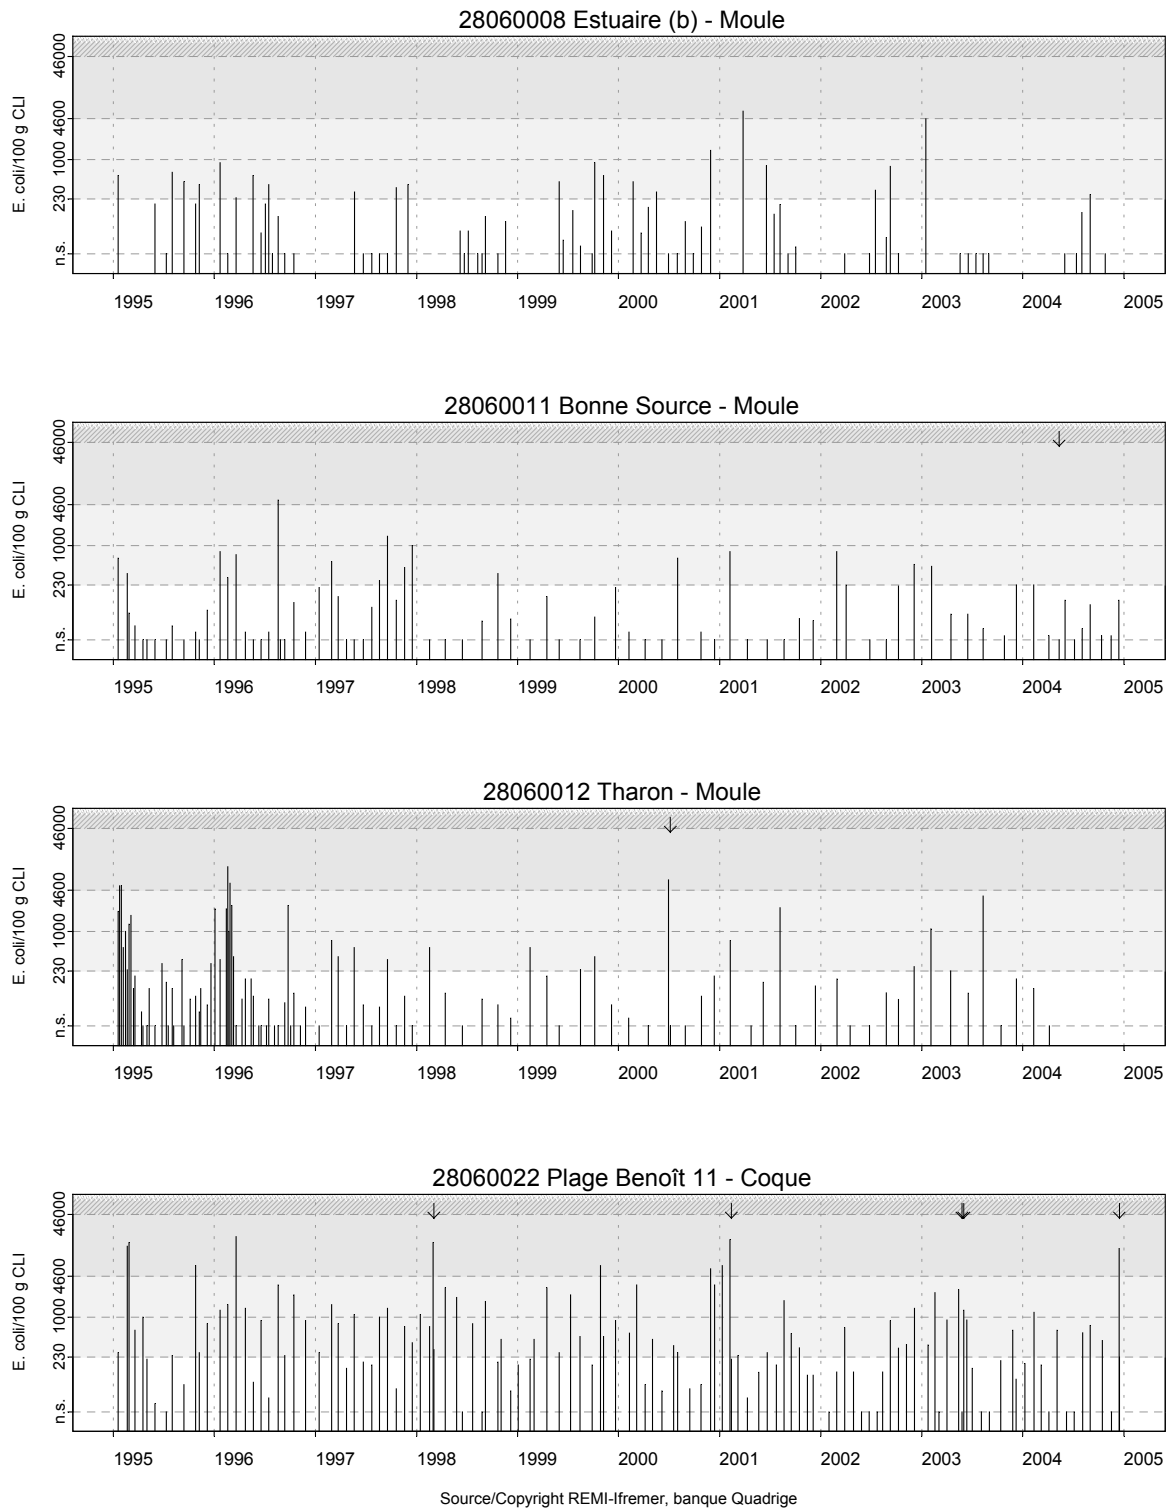 28060008 Estuaire (b) - Moule
E. coli/100 g CLI
46000
4600
1000
230
n.s.
1995 1996 1997 1998 1999 2000 2001 2002 2003 2004 2005
28060011 Bonne Source - Moule
E. coli/100 g CLI
46000
4600
1000
230
n.s.
1995 1996 1997 1998 1999 2000 2001 2002 2003 2004 2005
28060012 Tharon - Moule
E. coli/100 g CLI
46000
4600
1000
230
n.s.
1995 1996 1997 1998 1999 2000 2001 2002 2003 2004 2005
28060022 Plage Benoît 11 - Coque
E. coli/100 g CLI
46000
4600
1000
230
n.s.
1995 1996 1997 1998 1999 2000 2001 2002 2003 2004 2005
Source/Copyright REMI-Ifremer, banque Quadrige